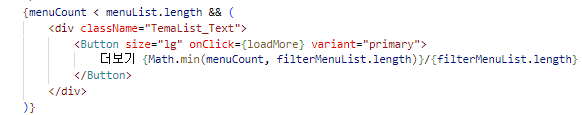 {menuCount < menuList.length && (
<div className="TemaList_Text">
<Button size="lg" onClick={loadMore} variant="primary">
더보기 {Math.min(menuCount, filterMenuList.length)}/{filterMenuList.length}
</Button>
</div>
)}